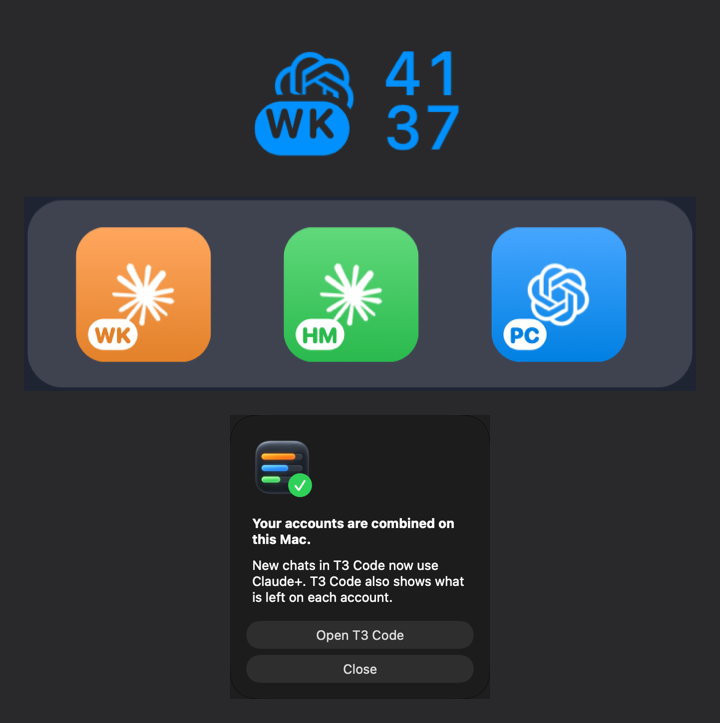 41
WK 37
WK HM PC
Your accounts are combined on
this Mac.
New chats in T3 Code now use
Claude+. T3 Code also shows what
is left on each account.
Open T3 Code
Close